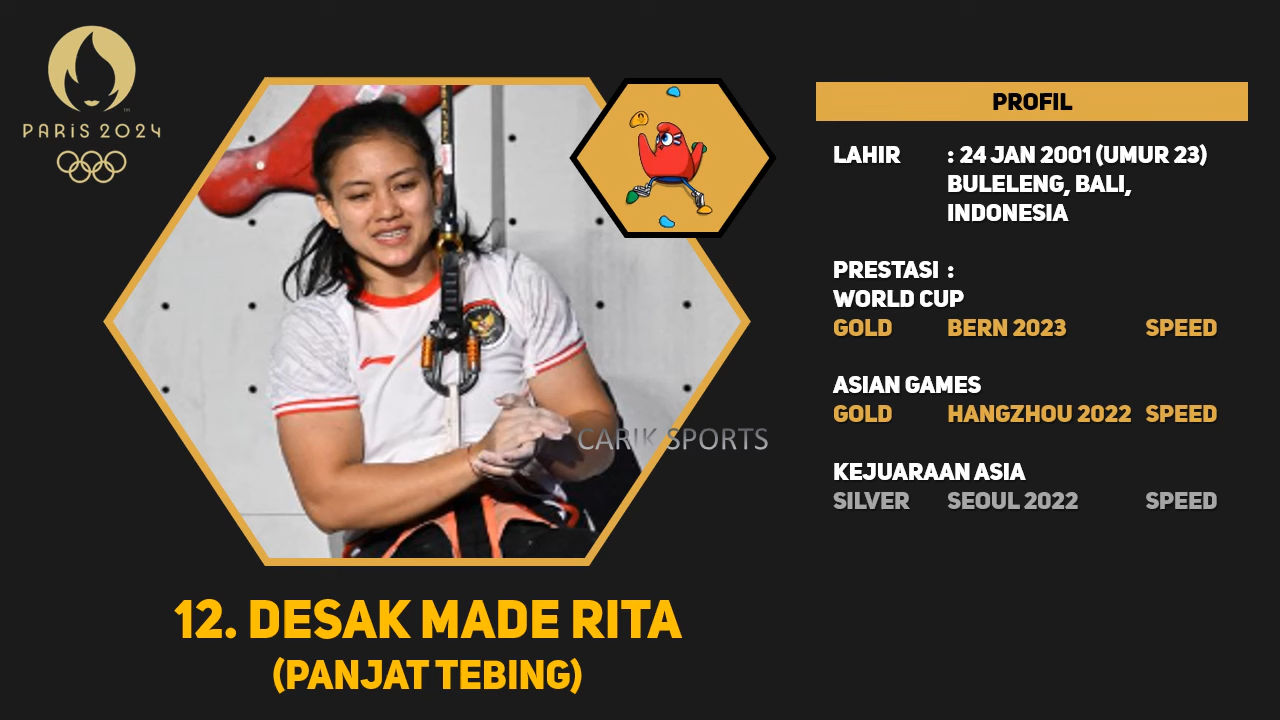 PARIS 2024
PROFIL
LAHIR : 24 JAN 2001 (UMUR 23)
BULELENG, BALI,
INDONESIA
PRESTASI :
WORLD CUP
GOLD BERN 2023 SPEED
ASIAN GAMES
GOLD HANGZHOU 2022 SPEED
KEJUARAAN ASIA
SILVER SEOUL 2022 SPEED
CARIK SPORTS
12. DESAK MADE RITA
(PANJAT TEBING)